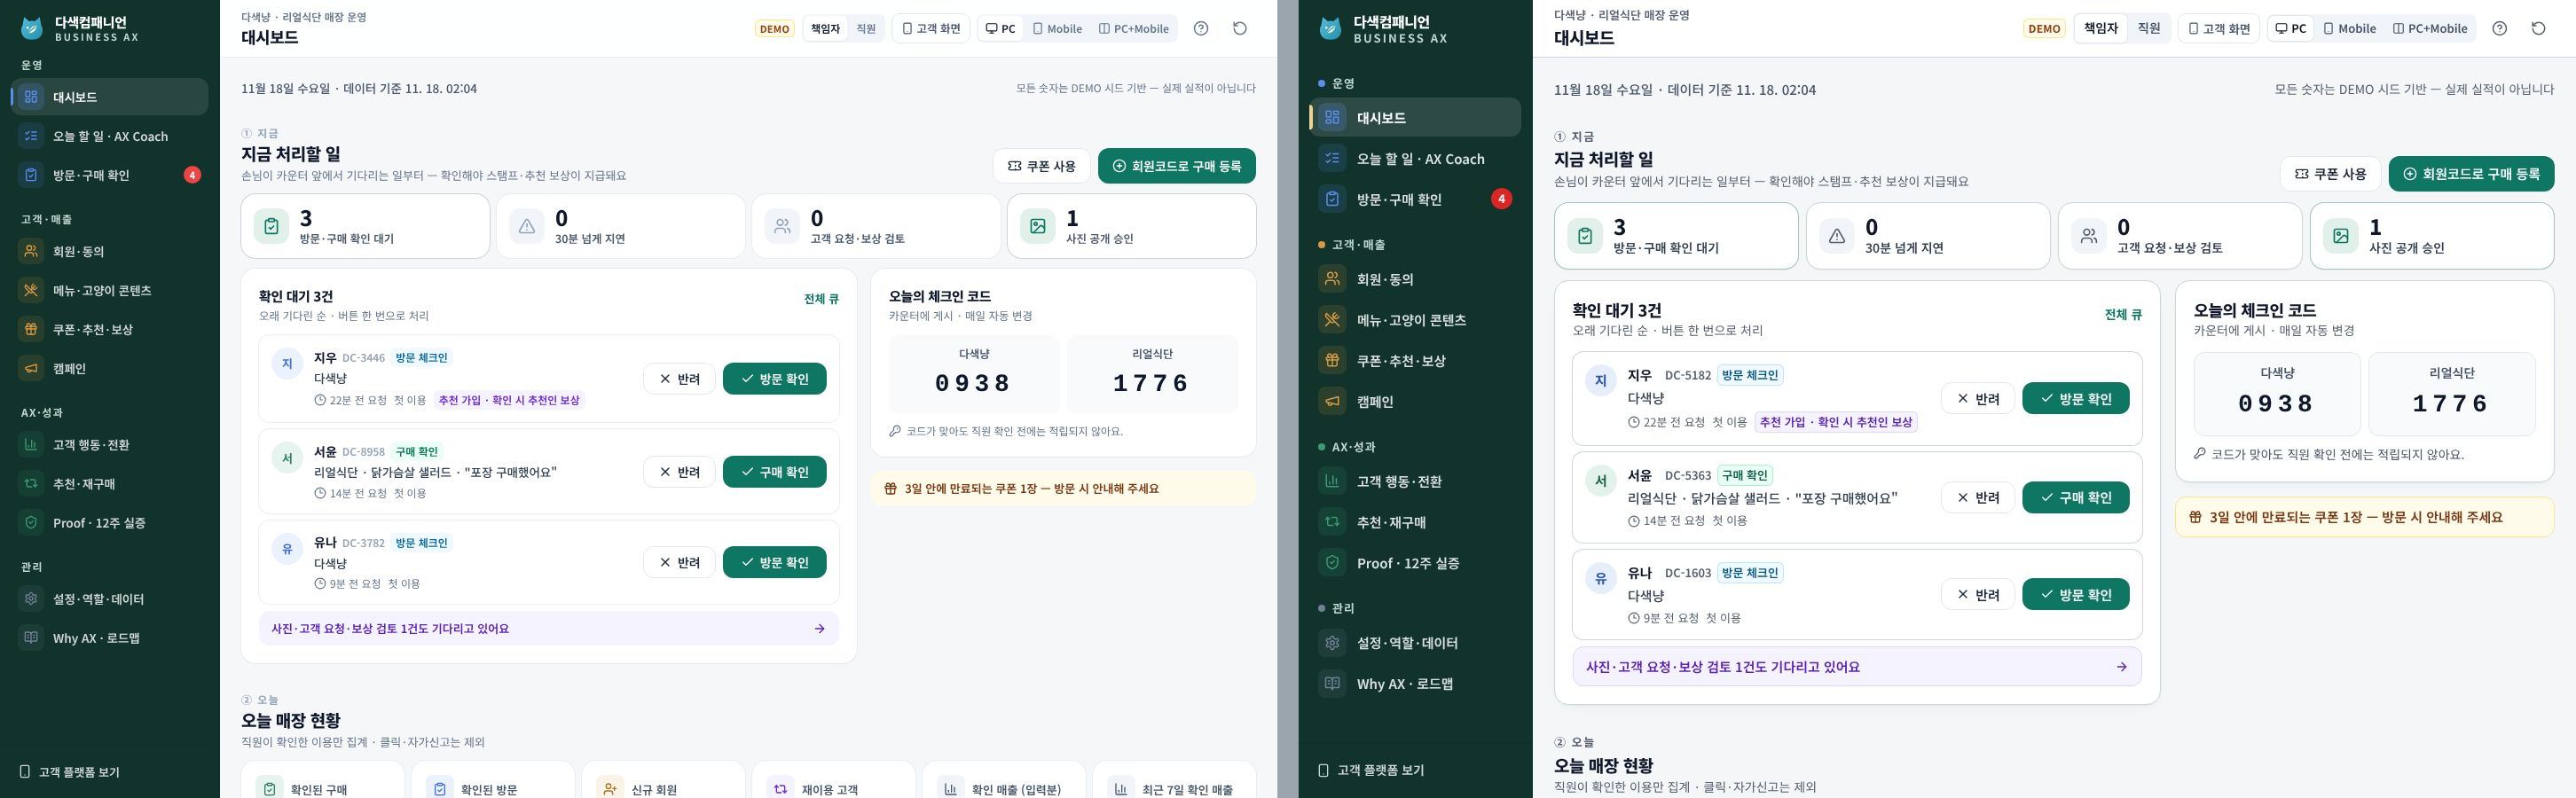 다색컴패니언
BUSINESS AX
운영
대시보드
오늘 할 일 · AX Coach
방문·구매 확인
4
고객·매출
회원·동의
메뉴·고양이 콘텐츠
쿠폰·추천·보상
캠페인
AX·성과
고객 행동·전환
추천·재구매
Proof · 12주 실증
관리
설정·역할·데이터
Why AX · 로드맵
고객 플랫폼 보기
다색냥 · 리얼식단 매장 운영
대시보드
DEMO
책임자
직원
고객 화면
PC
Mobile
PC+Mobile
11월 18일 수요일 · 데이터 기준 11. 18. 02:04
모든 숫자는 DEMO 시드 기반 — 실제 실적이 아닙니다
① 지금
지금 처리할 일
손님이 카운터 앞에서 기다리는 일부터 — 확인해야 스탬프·추천 보상이 지급돼요
쿠폰 사용
회원코드로 구매 등록
3
방문·구매 확인 대기
0
30분 넘게 지연
0
고객 요청·보상 검토
1
사진 공개 승인
확인 대기 3건
전체 큐
오래 기다린 순 · 버튼 한 번으로 처리
지
지우 DC-3446 방문 체크인
다색냥
22분 전 요청 첫 이용 추천 가입 · 확인 시 추천인 보상
반려
방문 확인
서
서윤 DC-8958 구매 확인
리얼식단 · 닭가슴살 샐러드 · "포장 구매했어요"
14분 전 요청 첫 이용
반려
구매 확인
유
유나 DC-3782 방문 체크인
다색냥
9분 전 요청 첫 이용
반려
방문 확인
사진·고객 요청·보상 검토 1건도 기다리고 있어요
오늘의 체크인 코드
카운터에 게시 · 매일 자동 변경
다색냥
0938
리얼식단
1776
코드가 맞아도 직원 확인 전에는 적립되지 않아요.
3일 안에 만료되는 쿠폰 1장 — 방문 시 안내해 주세요
② 오늘
오늘 매장 현황
직원이 확인한 이용만 집계 · 클릭·자가신고는 제외
확인된 구매
확인된 방문
신규 회원
재이용 고객
확인 매출 (입력분)
최근 7일 확인 매출
다색컴패니언
BUSINESS AX
운영
대시보드
오늘 할 일 · AX Coach
방문·구매 확인
4
고객·매출
회원·동의
메뉴·고양이 콘텐츠
쿠폰·추천·보상
캠페인
AX·성과
고객 행동·전환
추천·재구매
Proof · 12주 실증
관리
설정·역할·데이터
Why AX · 로드맵
고객 플랫폼 보기
다색냥 · 리얼식단 매장 운영
대시보드
DEMO
책임자
직원
고객 화면
PC
Mobile
PC+Mobile
11월 18일 수요일 · 데이터 기준 11. 18. 02:04
모든 숫자는 DEMO 시드 기반 — 실제 실적이 아닙니다
① 지금
지금 처리할 일
손님이 카운터 앞에서 기다리는 일부터 — 확인해야 스탬프·추천 보상이 지급돼요
쿠폰 사용
회원코드로 구매 등록
3
방문·구매 확인 대기
0
30분 넘게 지연
0
고객 요청·보상 검토
1
사진 공개 승인
확인 대기 3건
전체 큐
오래 기다린 순 · 버튼 한 번으로 처리
지
지우 DC-5182 방문 체크인
다색냥
22분 전 요청 첫 이용 추천 가입 · 확인 시 추천인 보상
반려
방문 확인
서
서윤 DC-5363 구매 확인
리얼식단 · 닭가슴살 샐러드 · "포장 구매했어요"
14분 전 요청 첫 이용
반려
구매 확인
유
유나 DC-1603 방문 체크인
다색냥
9분 전 요청 첫 이용
반려
방문 확인
사진·고객 요청·보상 검토 1건도 기다리고 있어요
오늘의 체크인 코드
카운터에 게시 · 매일 자동 변경
다색냥
0938
리얼식단
1776
코드가 맞아도 직원 확인 전에는 적립되지 않아요.
3일 안에 만료되는 쿠폰 1장 — 방문 시 안내해 주세요
② 오늘
오늘 매장 현황
직원이 확인한 이용만 집계 · 클릭·자가신고는 제외